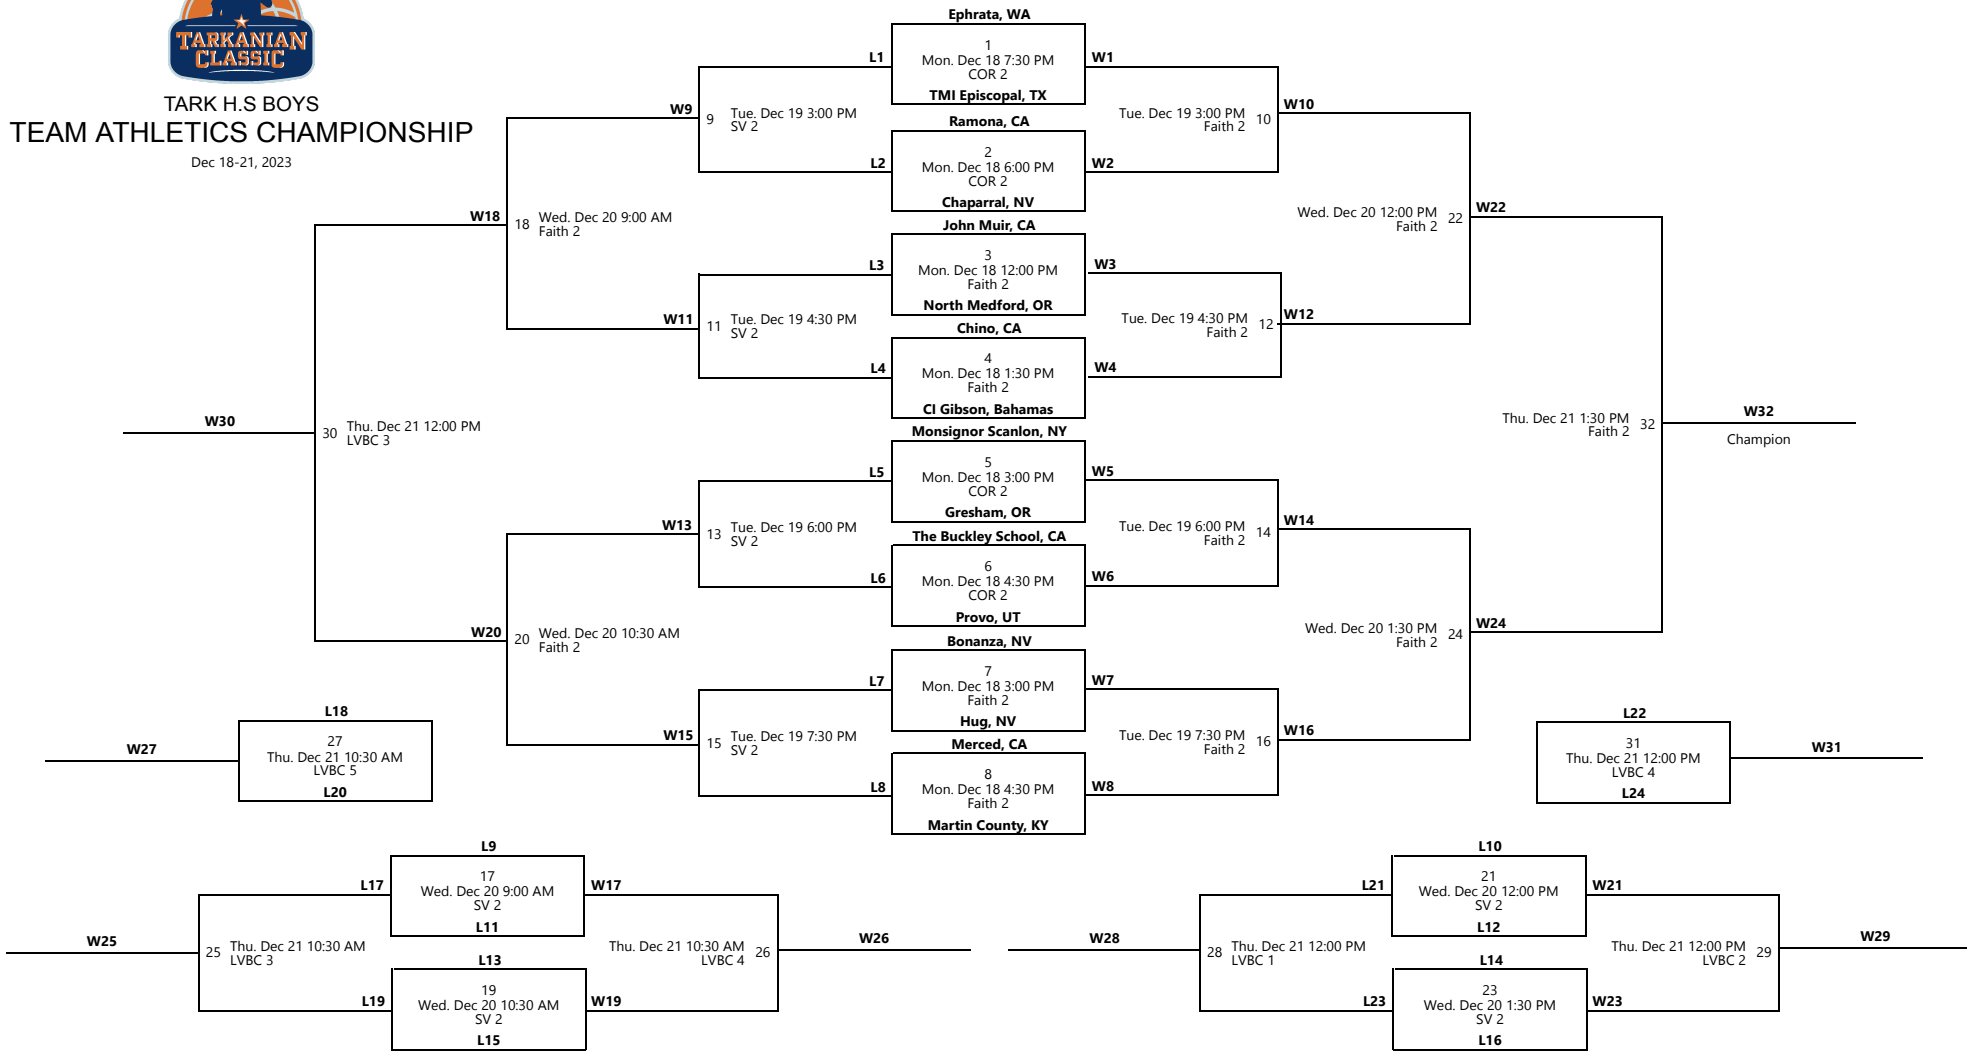 TARKANIAN
CLASSIC
TARK H.S BOYS
TEAM ATHLETICS CHAMPIONSHIP
Dec 18-21, 2023
Ephrata, WA
1
Mon. Dec 18 7:30 PM
COR 2
TMI Episcopal, TX
L1
W1
Ramona, CA
2
Mon. Dec 18 6:00 PM
COR 2
Chaparral, NV
L2
W2
John Muir, CA
3
Mon. Dec 18 12:00 PM
Faith 2
North Medford, OR
L3
W3
Chino, CA
4
Mon. Dec 18 1:30 PM
Faith 2
CI Gibson, Bahamas
L4
W4
Monsignor Scanlon, NY
5
Mon. Dec 18 3:00 PM
COR 2
Gresham, OR
L5
W5
The Buckley School, CA
6
Mon. Dec 18 4:30 PM
COR 2
Provo, UT
L6
W6
Bonanza, NV
7
Mon. Dec 18 3:00 PM
Faith 2
Hug, NV
L7
W7
Merced, CA
8
Mon. Dec 18 4:30 PM
Faith 2
Martin County, KY
L8
W8
W9
9 Tue. Dec 19 3:00 PM
SV 2
W11
11 Tue. Dec 19 4:30 PM
SV 2
W13
13 Tue. Dec 19 6:00 PM
SV 2
W15
15 Tue. Dec 19 7:30 PM
SV 2
W18
18 Wed. Dec 20 9:00 AM
Faith 2
W20
20 Wed. Dec 20 10:30 AM
Faith 2
W30
30 Thu. Dec 21 12:00 PM
LVBC 3
Tue. Dec 19 3:00 PM 10
Faith 2
W10
Tue. Dec 19 4:30 PM 12
Faith 2
W12
Tue. Dec 19 6:00 PM 14
Faith 2
W14
Tue. Dec 19 7:30 PM 16
Faith 2
W16
Wed. Dec 20 12:00 PM 22
Faith 2
W22
Wed. Dec 20 1:30 PM 24
Faith 2
W24
Thu. Dec 21 1:30 PM 32
Faith 2
W32
Champion
L18
27
Thu. Dec 21 10:30 AM
LVBC 5
L20
W27
L22
31
Thu. Dec 21 12:00 PM
LVBC 4
L24
W31
L9
17
Wed. Dec 20 9:00 AM
SV 2
L11
L17
W17
L13
19
Wed. Dec 20 10:30 AM
SV 2
L15
L19
W19
W25
25 Thu. Dec 21 10:30 AM
LVBC 3
Thu. Dec 21 10:30 AM 26
LVBC 4
W26
L10
21
Wed. Dec 20 12:00 PM
SV 2
L12
L21
W21
L14
23
Wed. Dec 20 1:30 PM
SV 2
L16
L23
W23
W28
28 Thu. Dec 21 12:00 PM
LVBC 1
Thu. Dec 21 12:00 PM 29
LVBC 2
W29